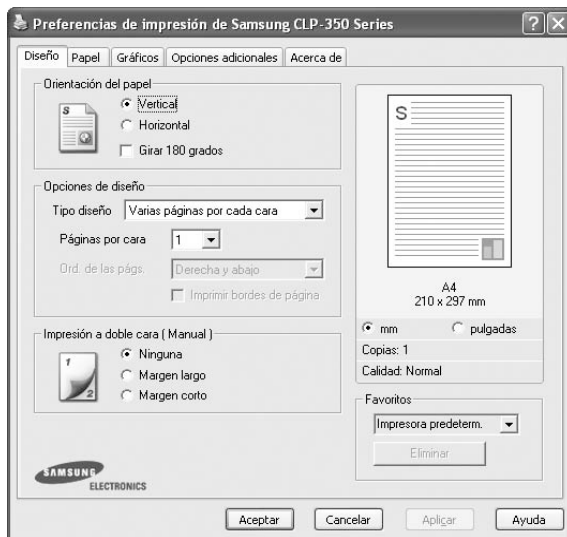 Preferencias de impresión de Samsung CLP-350 Series
Diseño Papel Gráficos Opciones adicionales Acerca de
Orientación del papel
S
Vertical
Horizontal
Girar 180 grados
Opciones de diseño
Tipo diseño Varias páginas por cada cara
Páginas por cara 1
Ord. de las págs. Derecha y abajo
Imprimir bordes de página
Impresión a doble cara ( Manual )
1
2
Ninguna
Margen largo
Margen corto
SAMSUNG
ELECTRONICS
S
A4
210 x 297 mm
mm pulgadas
Copias: 1
Calidad: Normal
Favoritos
Impresora predeterm.
Eliminar
Aceptar Cancelar Aplicar Ayuda